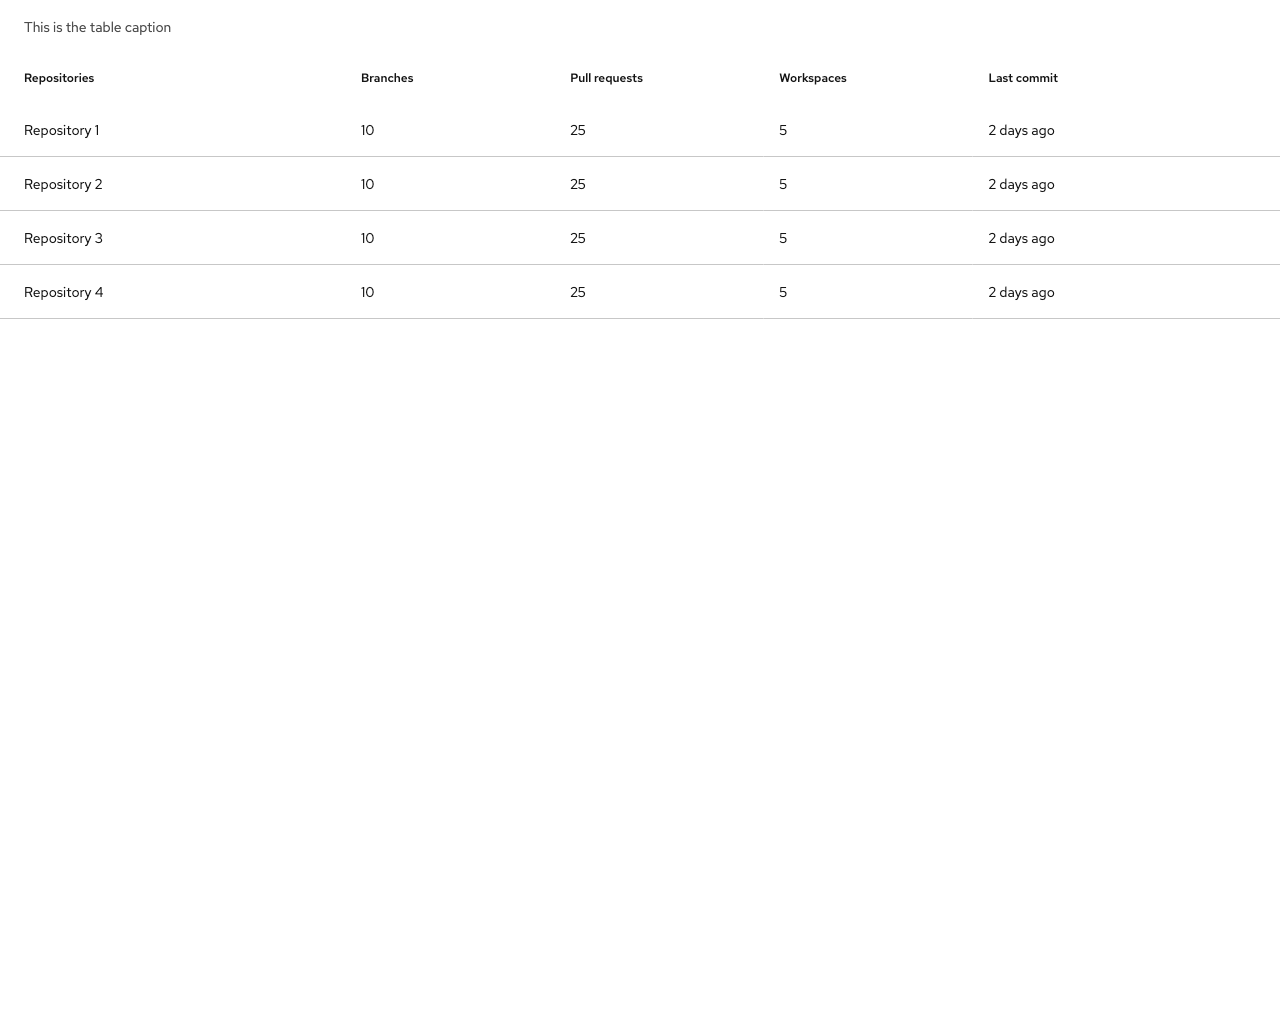 This is the table caption
Repositories Branches Pull requests Workspaces Last commit
Repository 1 10 25 5 2 days ago
Repository 2 10 25 5 2 days ago
Repository 3 10 25 5 2 days ago
Repository 4 10 25 5 2 days ago